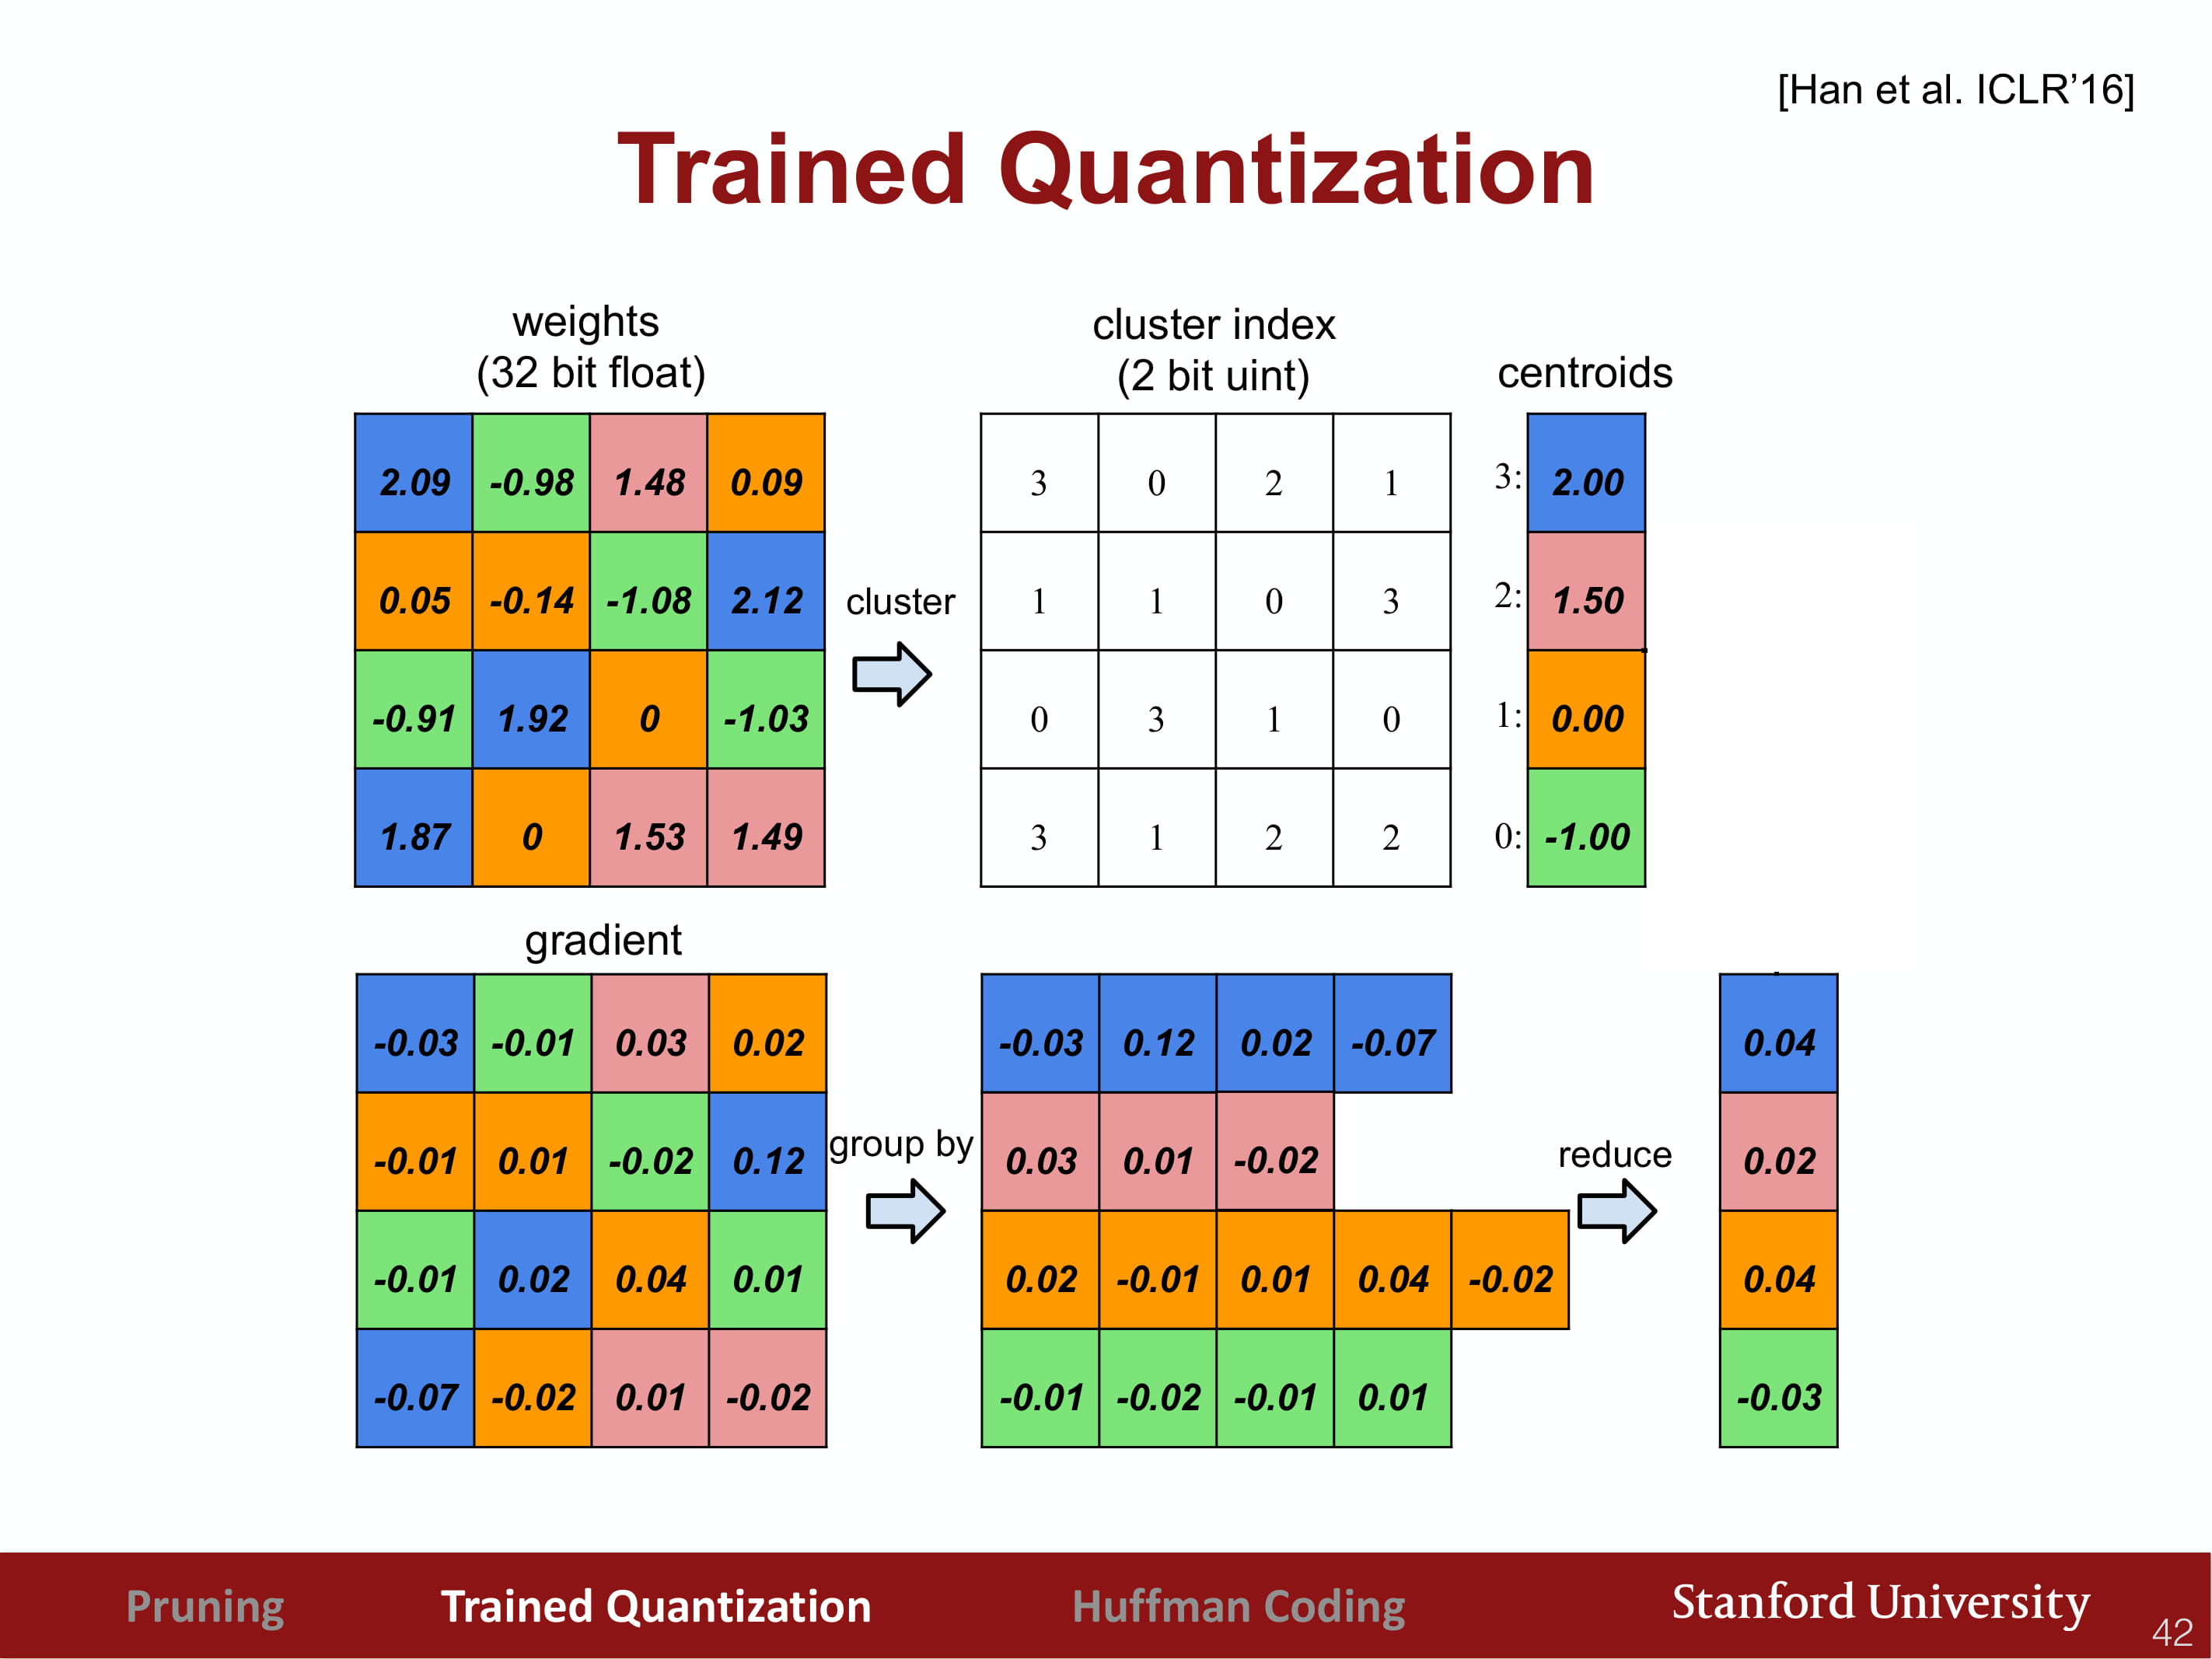 [Han et al. ICLR’16]
Trained Quantization
weights
(32 bit float)
cluster index
(2 bit uint)
centroids
2.09 -0.98 1.48 0.09
0.05 -0.14 -1.08 2.12
-0.91 1.92 0 -1.03
1.87 0 1.53 1.49
cluster
3 0 2 1
1 1 0 3
0 3 1 0
3 1 2 2
3: 2.00
2: 1.50
1: 0.00
0: -1.00
gradient
-0.03 -0.01 0.03 0.02
-0.01 0.01 -0.02 0.12
-0.01 0.02 0.04 0.01
-0.07 -0.02 0.01 -0.02
group by
-0.03 0.12 0.02 -0.07
0.03 0.01 -0.02
0.02 -0.01 0.01 0.04 -0.02
-0.01 -0.02 -0.01 0.01
reduce
0.04
0.02
0.04
-0.03
Pruning Trained Quantization Huffman Coding Stanford University 42